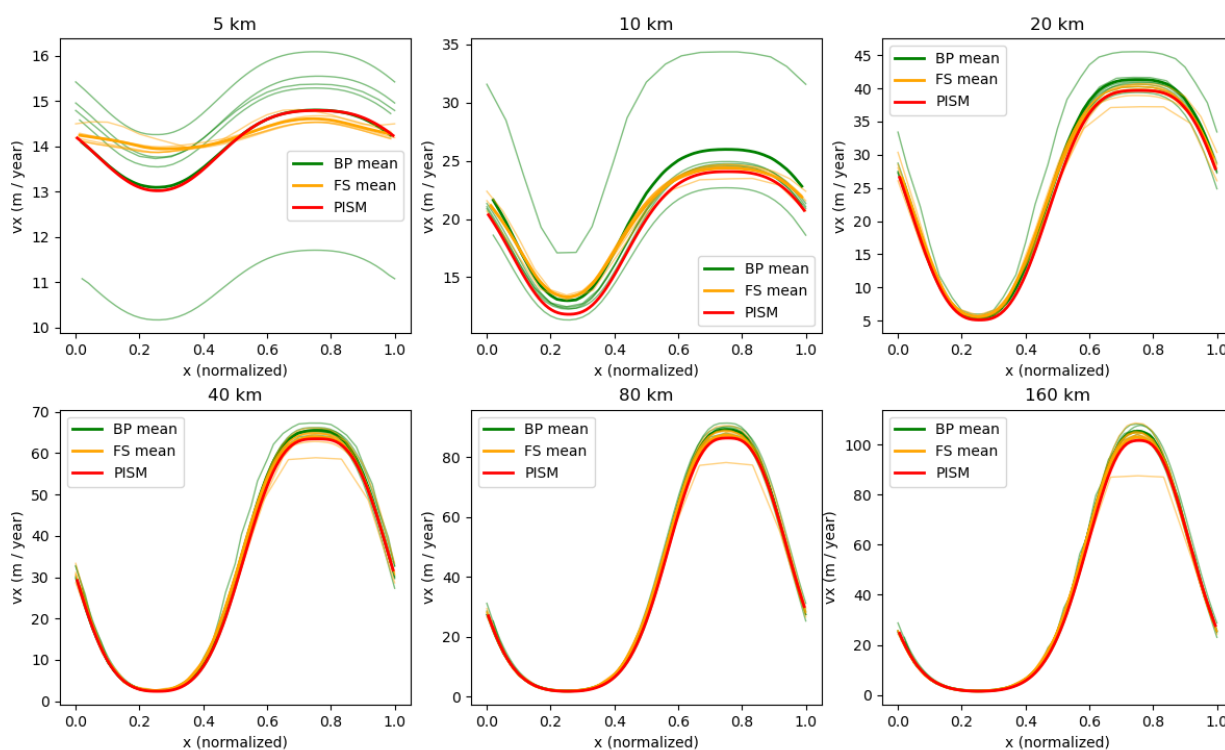 5 km
16
15
14
13
12
11
10
vx (m / year)
BP mean
FS mean
PISM
0.0 0.2 0.4 0.6 0.8 1.0
x (normalized)
10 km
35
30
25
20
15
vx (m / year)
BP mean
FS mean
PISM
0.0 0.2 0.4 0.6 0.8 1.0
x (normalized)
20 km
45
40
35
30
25
20
15
10
5
vx (m / year)
BP mean
FS mean
PISM
0.0 0.2 0.4 0.6 0.8 1.0
x (normalized)
40 km
70
60
50
40
30
20
10
0
vx (m / year)
BP mean
FS mean
PISM
0.0 0.2 0.4 0.6 0.8 1.0
x (normalized)
80 km
80
60
40
20
0
vx (m / year)
BP mean
FS mean
PISM
0.0 0.2 0.4 0.6 0.8 1.0
x (normalized)
160 km
100
80
60
40
20
0
vx (m / year)
BP mean
FS mean
PISM
0.0 0.2 0.4 0.6 0.8 1.0
x (normalized)